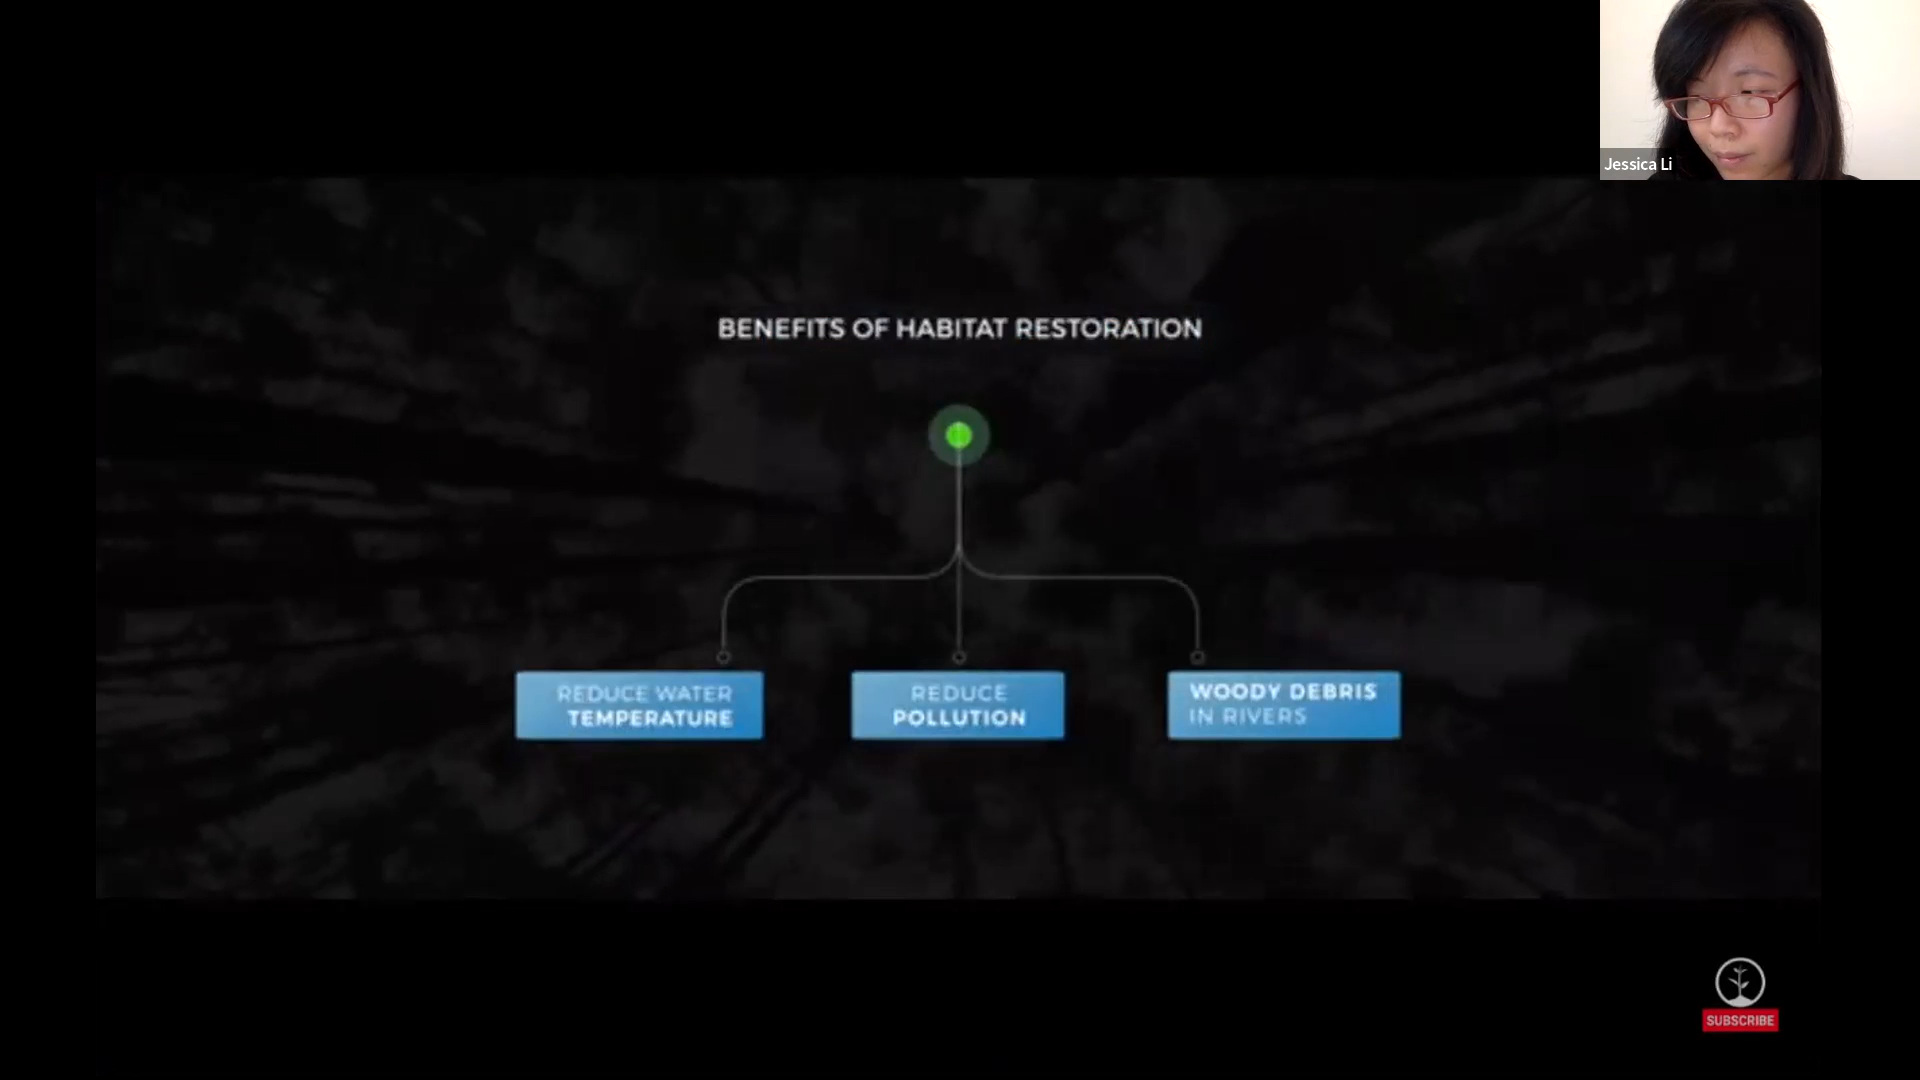 Jessica Li
BENEFITS OF HABITAT RESTORATION
REDUCE WATER
TEMPERATURE
REDUCE
POLLUTION
WOODY DEBRIS
IN RIVERS
SUBSCRIBE